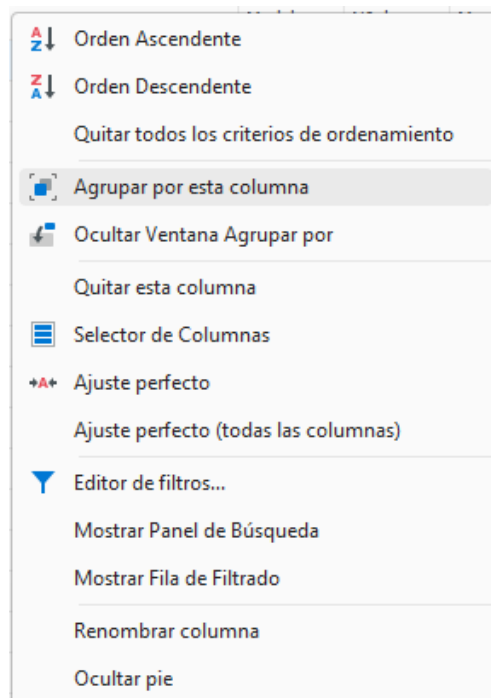 Orden Ascendente
Orden Descendente
Quitar todos los criterios de ordenamiento
Agrupar por esta columna
Ocultar Ventana Agrupar por
Quitar esta columna
Selector de Columnas
Ajuste perfecto
Ajuste perfecto (todas las columnas)
Editor de filtros...
Mostrar Panel de Búsqueda
Mostrar Fila de Filtrado
Renombrar columna
Ocultar pie